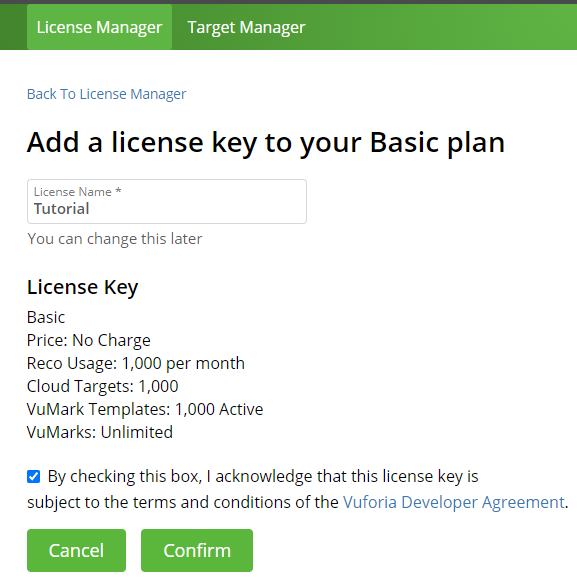 License Manager Target Manager
Back To License Manager
Add a license key to your Basic plan
License Name *
Tutorial
You can change this later
License Key
Basic
Price: No Charge
Reco Usage: 1,000 per month
Cloud Targets: 1,000
VuMark Templates: 1,000 Active
VuMarks: Unlimited
By checking this box, I acknowledge that this license key is
subject to the terms and conditions of the Vuforia Developer Agreement.
Cancel Confirm